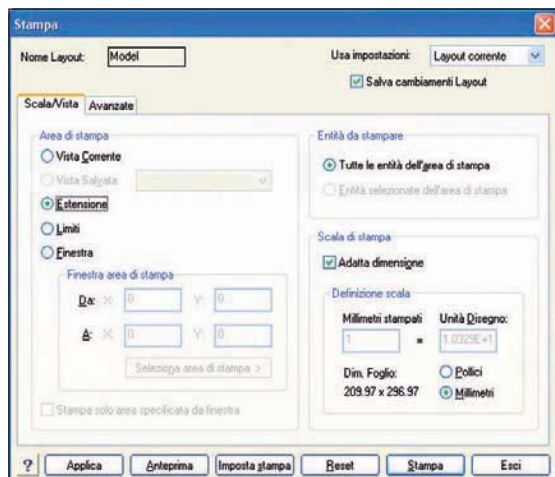 Stampa
Nome Layout: Model
Usa impostazioni: Layout corrente
Salva cambiamenti Layout
Scala/Vista Avanzate
Area di stampa
Vista Corrente
Vista Salvata
Estensione
Limiti
Finestra
Finestra area di stampa
Da: X: 0 Y: 0
A: X: 0 Y: 0
Seleziona area di stampa >
Stampa solo area specificata da finestra
Entità da stampare
Tutte le entità dell'area di stampa
Entità selezionate dell'area di stampa
Scala di stampa
Adatta dimensione
Definizione scala
Millimetri stampati Unità Disegno:
1 = 1.0329E+1
Dim. Foglio: Pollici
209.97 x 296.97 Millimetri
? Applica Anteprima Imposta stampa Reset Stampa Esci